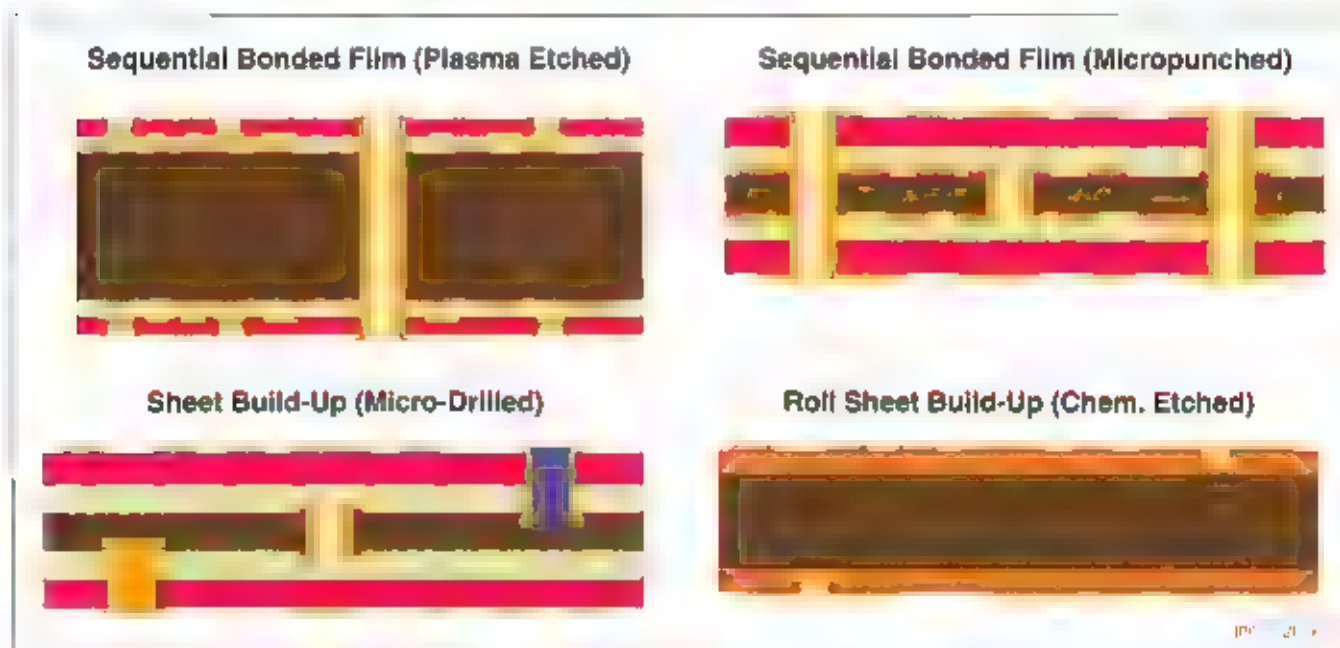 Sequential Bonded Film (Plasma Etched)
Sequential Bonded Film (Micropunched)
Sheet Build-Up (Micro-Drilled)
Roll Sheet Build-Up (Chem. Etched)